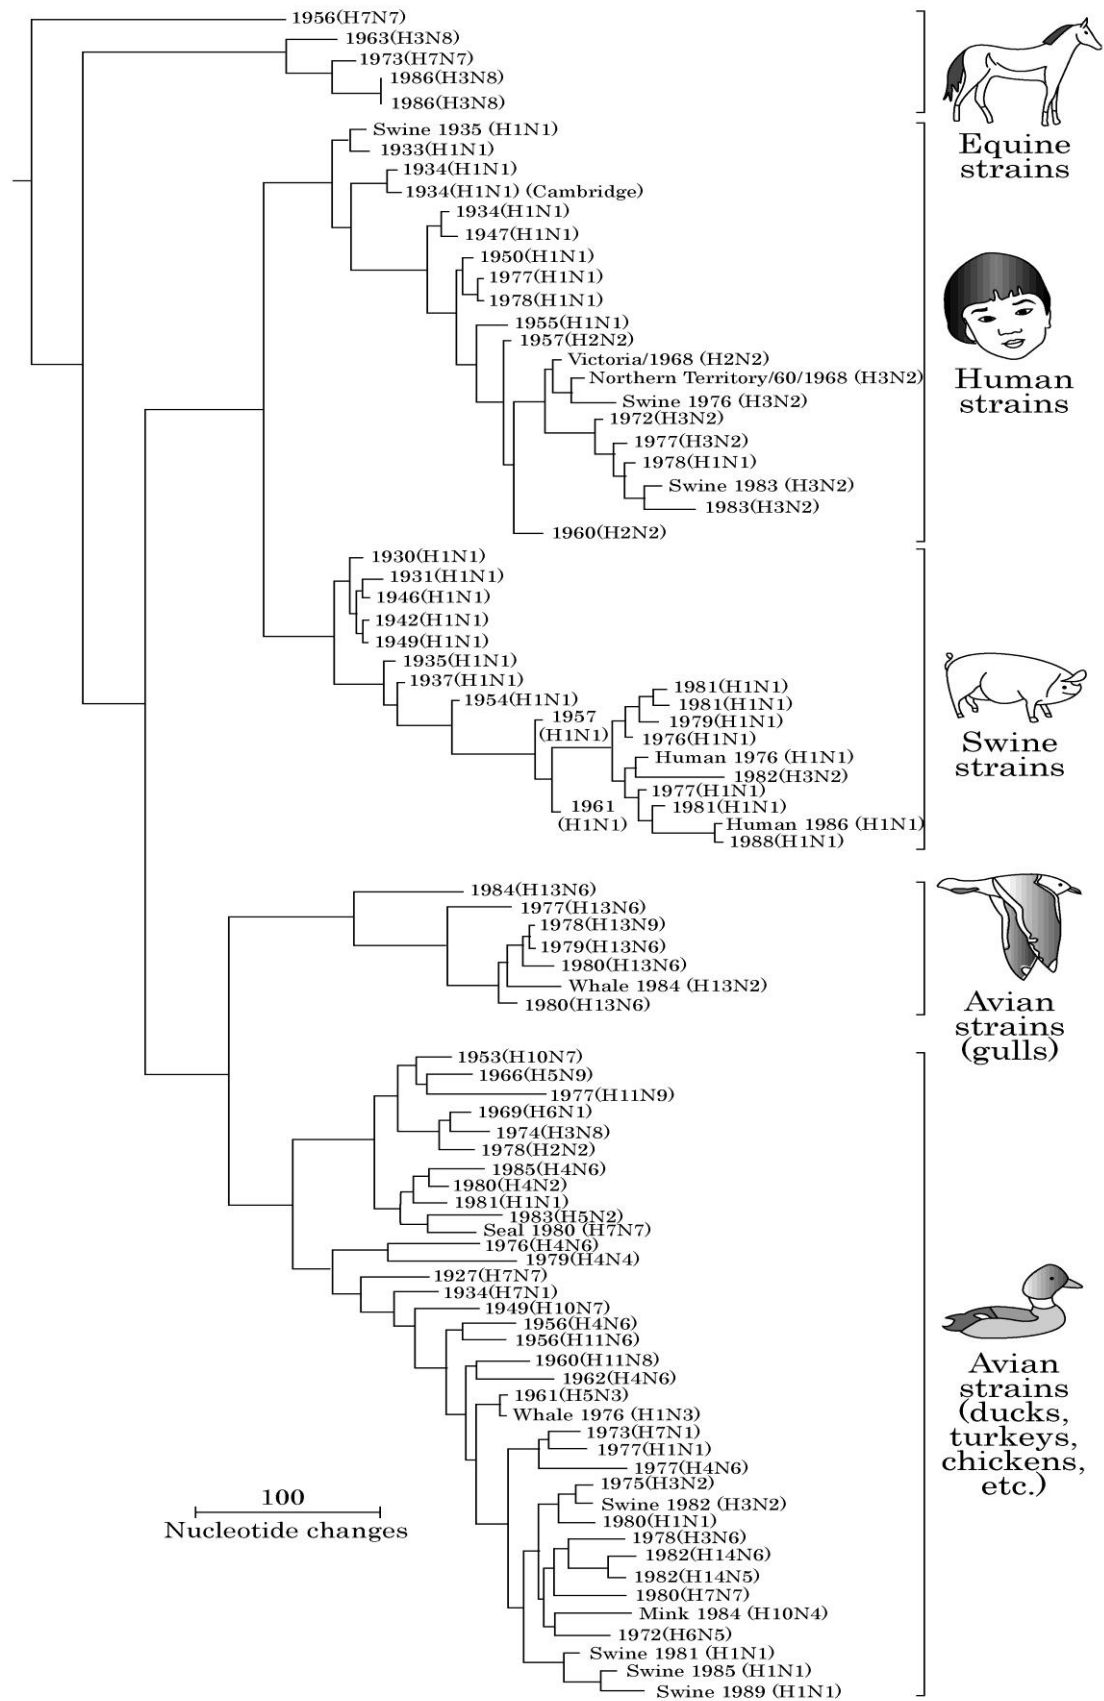 1956(H7N7)
1963(H3N8)
1973(H7N7)
1986(H3N8)
1986(H3N8)
Equine
strains
Swine 1935 (H1N1)
1933(H1N1)
1934(H1N1)
1934(H1N1) (Cambridge)
1934(H1N1)
1947(H1N1)
1950(H1N1)
1977(H1N1)
1978(H1N1)
1955(H1N1)
1957(H2N2)
Victoria/1968 (H2N2)
Northern Territory/60/1968 (H3N2)
Swine 1976 (H3N2)
1972(H3N2)
1977(H3N2)
1978(H1N1)
Swine 1983 (H3N2)
1983(H3N2)
1960(H2N2)
Human
strains
1930(H1N1)
1931(H1N1)
1946(H1N1)
1942(H1N1)
1949(H1N1)
1935(H1N1)
1937(H1N1)
1954(H1N1)
1957
(H1N1)
1981(H1N1)
1981(H1N1)
1979(H1N1)
1976(H1N1)
Human 1976 (H1N1)
1982(H3N2)
1977(H1N1)
1981(H1N1)
1961
(H1N1)
Human 1986 (H1N1)
1988(H1N1)
Swine
strains
1984(H13N6)
1977(H13N6)
1978(H13N9)
1979(H13N6)
1980(H13N6)
Whale 1984 (H13N2)
1980(H13N6)
Avian
strains
(gulls)
1953(H10N7)
1966(H5N9)
1977(H11N9)
1969(H6N1)
1974(H3N8)
1978(H2N2)
1985(H4N6)
1980(H4N2)
1981(H1N1)
1983(H5N2)
Seal 1980 (H7N7)
1976(H4N6)
1979(H4N4)
1927(H7N7)
1934(H7N1)
1949(H10N7)
1956(H4N6)
1956(H11N6)
1960(H11N8)
1962(H4N6)
1961(H5N3)
Whale 1976 (H1N3)
1973(H7N1)
1977(H1N1)
1977(H4N6)
1975(H3N2)
Swine 1982 (H3N2)
1980(H1N1)
1978(H3N6)
1982(H14N6)
1982(H14N5)
1980(H7N7)
Mink 1984 (H10N4)
1972(H6N5)
Swine 1981 (H1N1)
Swine 1985 (H1N1)
Swine 1989 (H1N1)
Avian
strains
(ducks,
turkeys,
chickens,
etc.)
100
Nucleotide changes